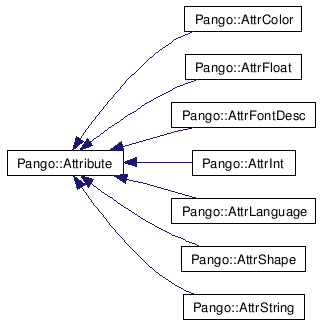 Pango::AttrColor
Pango::AttrFloat
Pango::AttrFontDesc
Pango::Attribute
Pango::AttrInt
Pango::AttrLanguage
Pango::AttrShape
Pango::AttrString